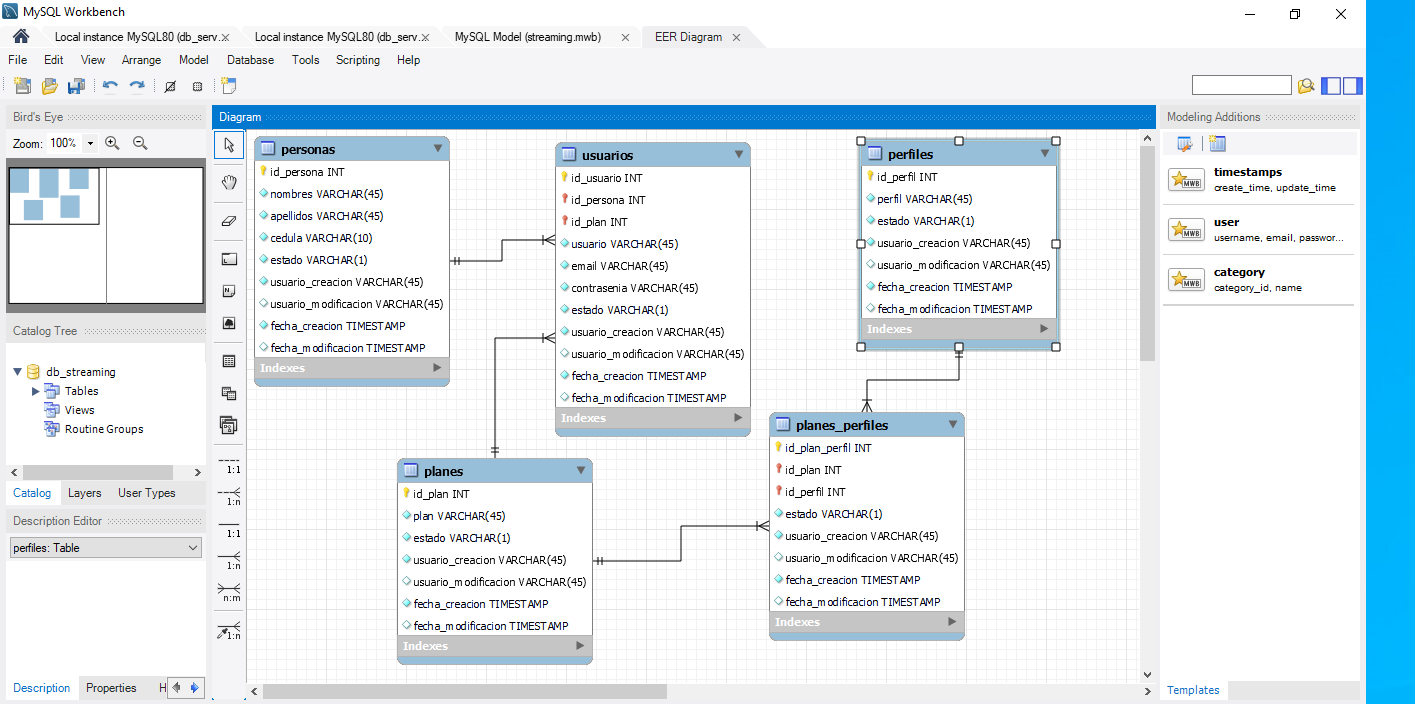 MySQL Workbench
Local instance MySQL80 (db_serv...
Local instance MySQL80 (db_serv...
MySQL Model (streaming.mwb)
EER Diagram
File Edit View Arrange Model Database Tools Scripting Help
Bird's Eye
Zoom: 100%
Catalog Tree
db_streaming
Tables
Views
Routine Groups
Catalog Layers User Types
Description Editor
perfiles: Table
Description Properties H
Diagram
1:1
1:n
1:1
1:n
n:m
1:n
personas
id_persona INT
nombres VARCHAR(45)
apellidos VARCHAR(45)
cedula VARCHAR(10)
estado VARCHAR(1)
usuario_creacion VARCHAR(45)
usuario_modificacion VARCHAR(45)
fecha_creacion TIMESTAMP
fecha_modificacion TIMESTAMP
Indexes
usuarios
id_usuario INT
id_persona INT
id_plan INT
usuario VARCHAR(45)
email VARCHAR(45)
contrasenia VARCHAR(45)
estado VARCHAR(1)
usuario_creacion VARCHAR(45)
usuario_modificacion VARCHAR(45)
fecha_creacion TIMESTAMP
fecha_modificacion TIMESTAMP
Indexes
perfiles
id_perfil INT
perfil VARCHAR(45)
estado VARCHAR(1)
usuario_creacion VARCHAR(45)
usuario_modificacion VARCHAR(45)
fecha_creacion TIMESTAMP
fecha_modificacion TIMESTAMP
Indexes
planes
id_plan INT
plan VARCHAR(45)
estado VARCHAR(1)
usuario_creacion VARCHAR(45)
usuario_modificacion VARCHAR(45)
fecha_creacion TIMESTAMP
fecha_modificacion TIMESTAMP
Indexes
planes_perfiles
id_plan_perfil INT
id_plan INT
id_perfil INT
estado VARCHAR(1)
usuario_creacion VARCHAR(45)
usuario_modificacion VARCHAR(45)
fecha_creacion TIMESTAMP
fecha_modificacion TIMESTAMP
Indexes
Modeling Additions
MWB
timestamps
create_time, update_time
MWB
user
username, email, passwor...
MWB
category
category_id, name
Templates